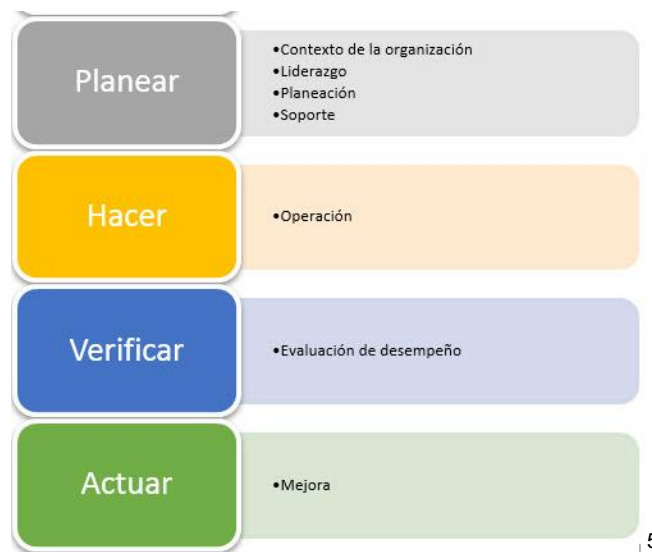 Planear
•Contexto de la organización
•Liderazgo
•Planeación
•Soporte
Hacer
•Operación
Verificar
•Evaluación de desempeño
Actuar
•Mejora